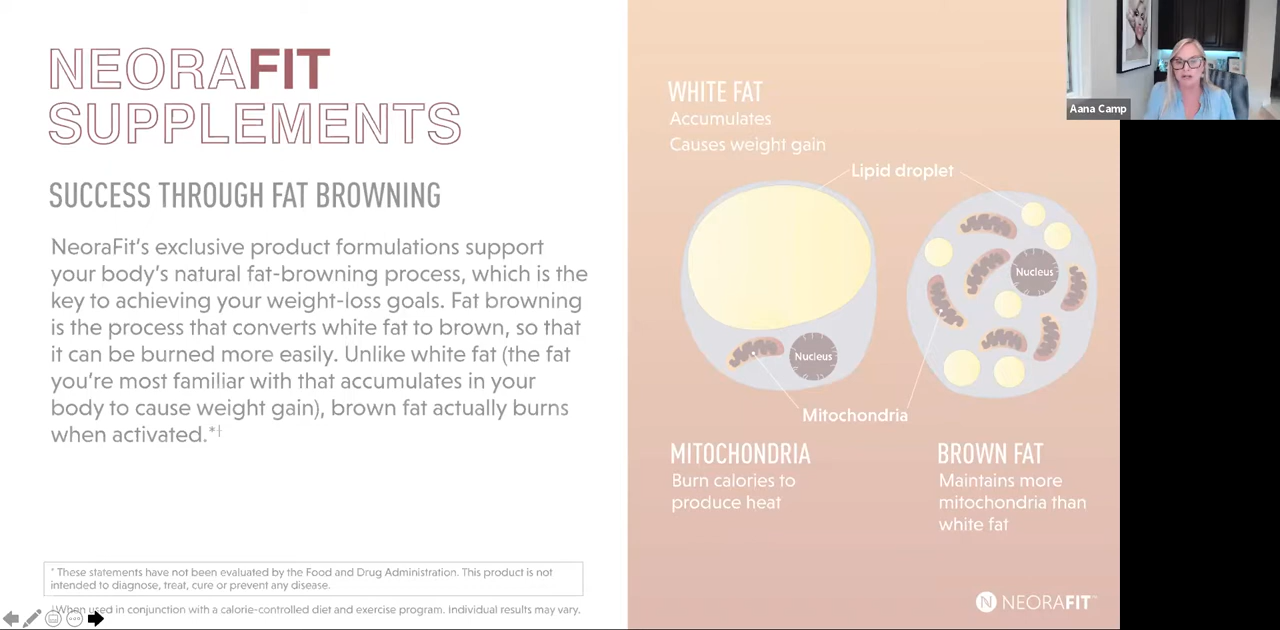 NEORAFIT
SUPPLEMENTS
SUCCESS THROUGH FAT BROWNING
NeoraFit's exclusive product formulations support
your body's natural fat-browning process, which is the
key to achieving your weight-loss goals. Fat browning
is the process that converts white fat to brown, so that
it can be burned more easily. Unlike white fat (the fat
you're most familiar with that accumulates in your
body to cause weight gain), brown fat actually burns
when activated.*†
* These statements have not been evaluated by the Food and Drug Administration. This product is not
intended to diagnose, treat, cure or prevent any disease.
†When used in conjunction with a calorie-controlled diet and exercise program. Individual results may vary.
WHITE FAT
Accumulates
Causes weight gain
Lipid droplet
Nucleus
Nucleus
Mitochondria
MITOCHONDRIA
Burn calories to
produce heat
BROWN FAT
Maintains more
mitochondria than
white fat
N NEORAFIT™
Aana Camp